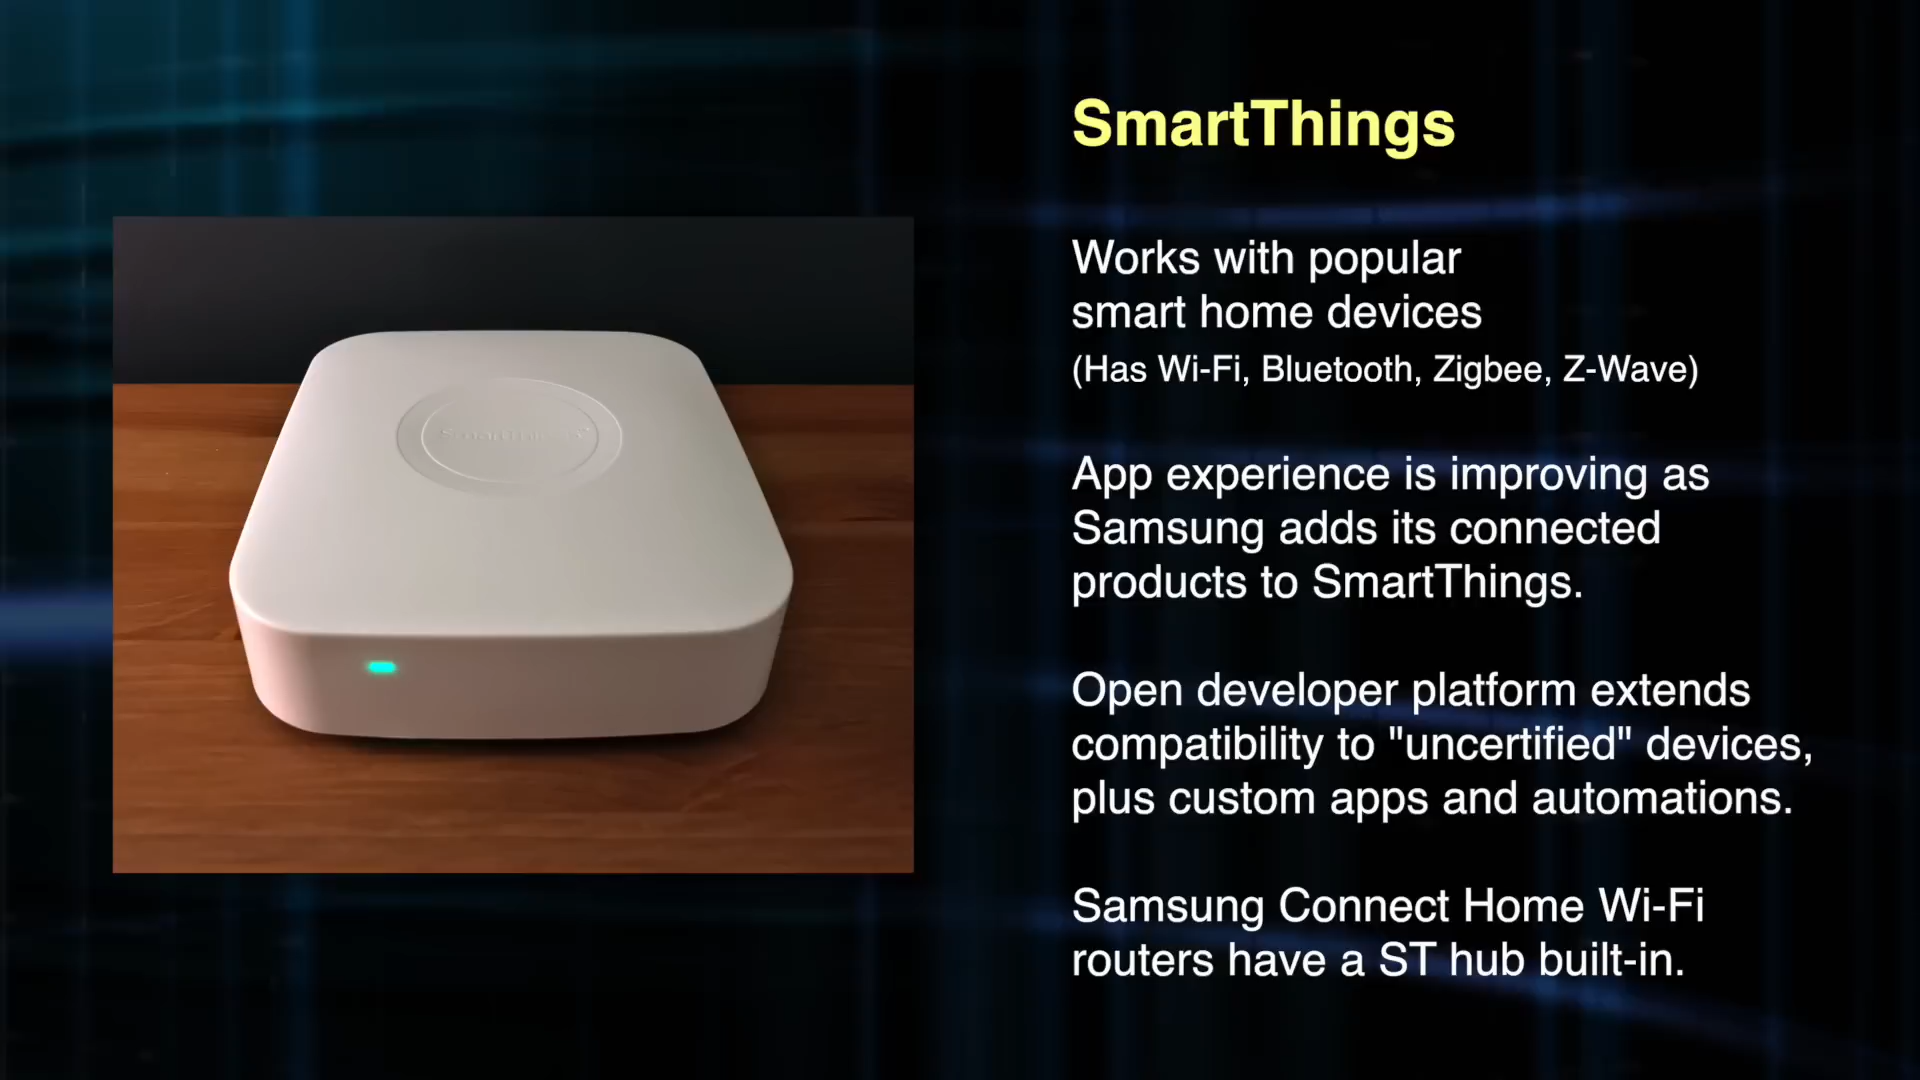 SmartThings
Works with popular
smart home devices
(Has Wi-Fi, Bluetooth, Zigbee, Z-Wave)
App experience is improving as
Samsung adds its connected
products to SmartThings.
Open developer platform extends
compatibility to "uncertified" devices,
plus custom apps and automations.
Samsung Connect Home Wi-Fi
routers have a ST hub built-in.
SmartThings